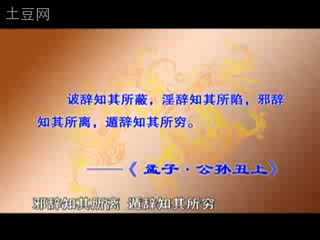 土豆网
诐辞知其所蔽，淫辞知其所陷，邪辞
知其所离，遁辞知其所穷。
——《孟子·公孙丑上》
邪辞知其所离 遁辞知其所穷